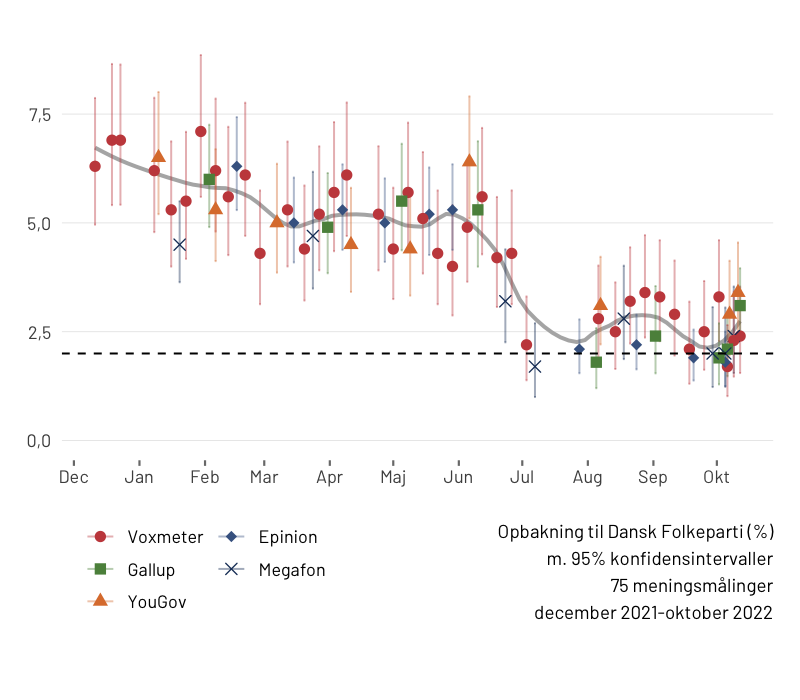 7,5
5,0
2,5
0,0
Dec Jan Feb Mar Apr Maj Jun Jul Aug Sep Okt
Voxmeter Epinion
Gallup Megafon
YouGov
Opbakning til Dansk Folkeparti (%)
m. 95% konfidensintervaller
75 meningsmålinger
december 2021-oktober 2022